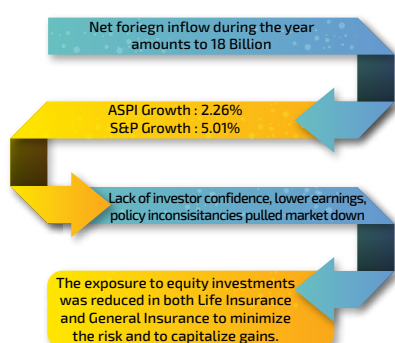 Net foriegn inflow during the year
amounts to 18 Billion
ASPI Growth : 2.26%
S&P Growth : 5.01%
Lack of investor confidence, lower earnings,
policy inconsisitancies pulled market down
The exposure to equity investments
was reduced in both Life Insurance
and General Insurance to minimize
the risk and to capitalize gains.